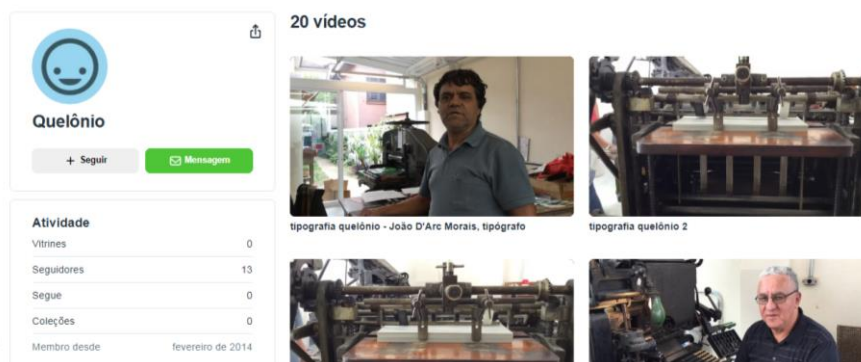 20 vídeos
Quelônio
+ Seguir
Mensagem
tipografia quelônio - João D'Arc Morais, tipógrafo
tipografia quelônio 2
Atividade
Vitrines 0
Seguidores 13
Segue 0
Coleções 0
Membro desde fevereiro de 2014